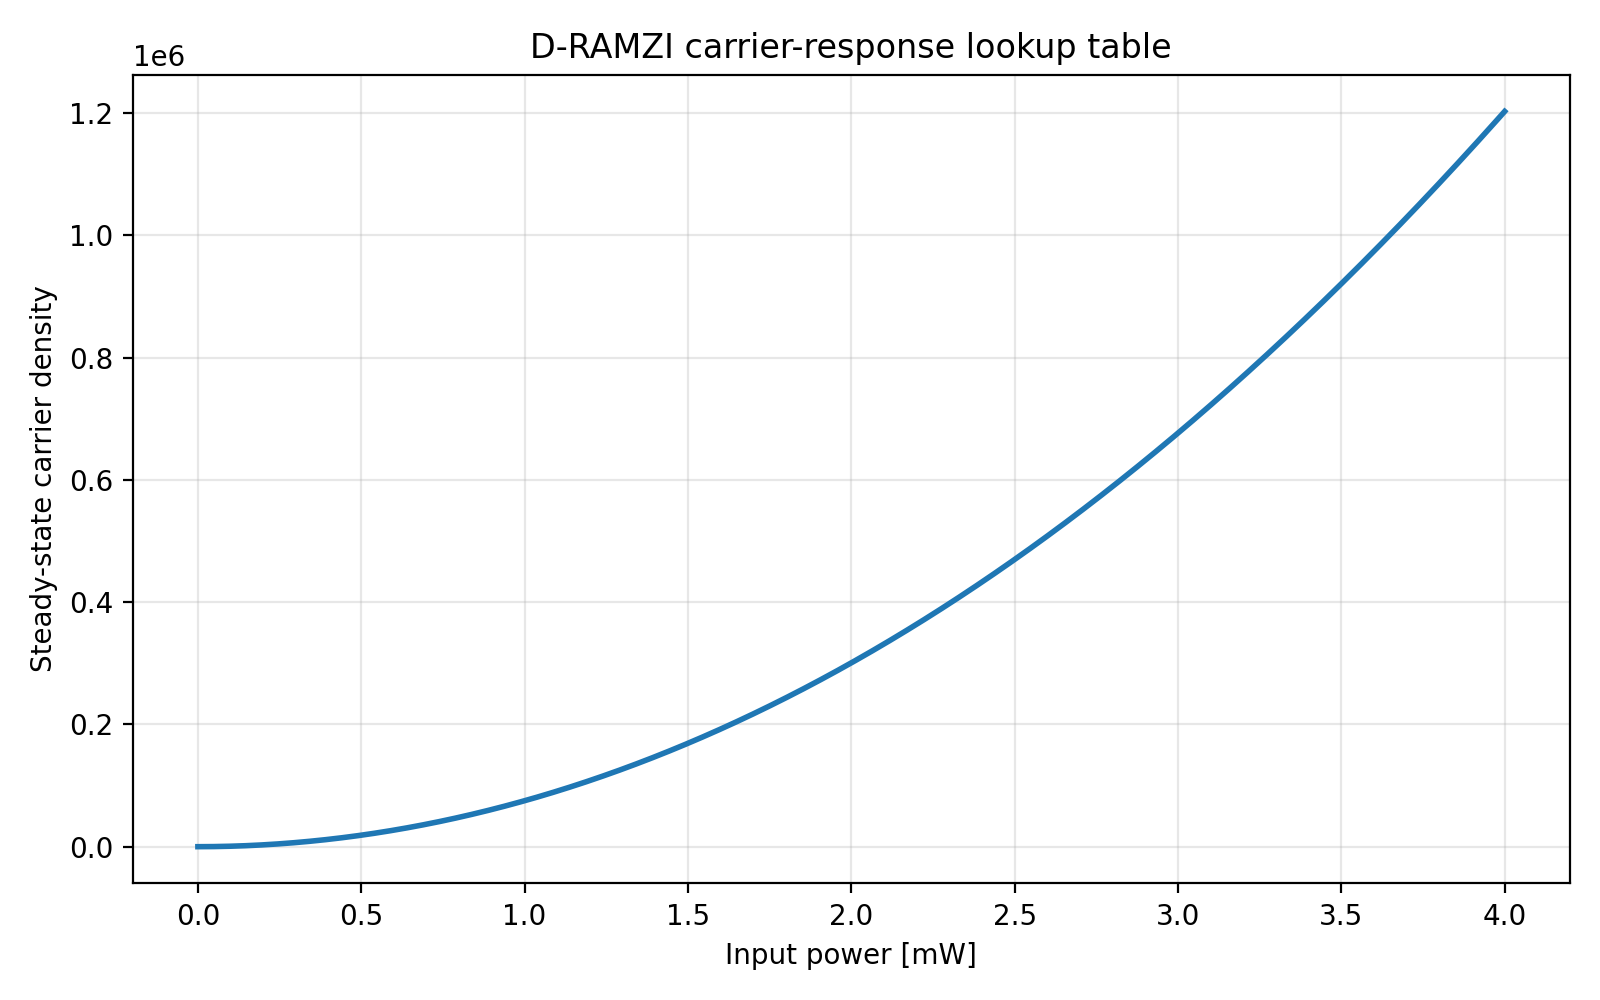 D-RAMZI carrier-response lookup table
1e6
1.2
1.0
0.8
0.6
0.4
0.2
0.0
Steady-state carrier density
0.0 0.5 1.0 1.5 2.0 2.5 3.0 3.5 4.0
Input power [mW]